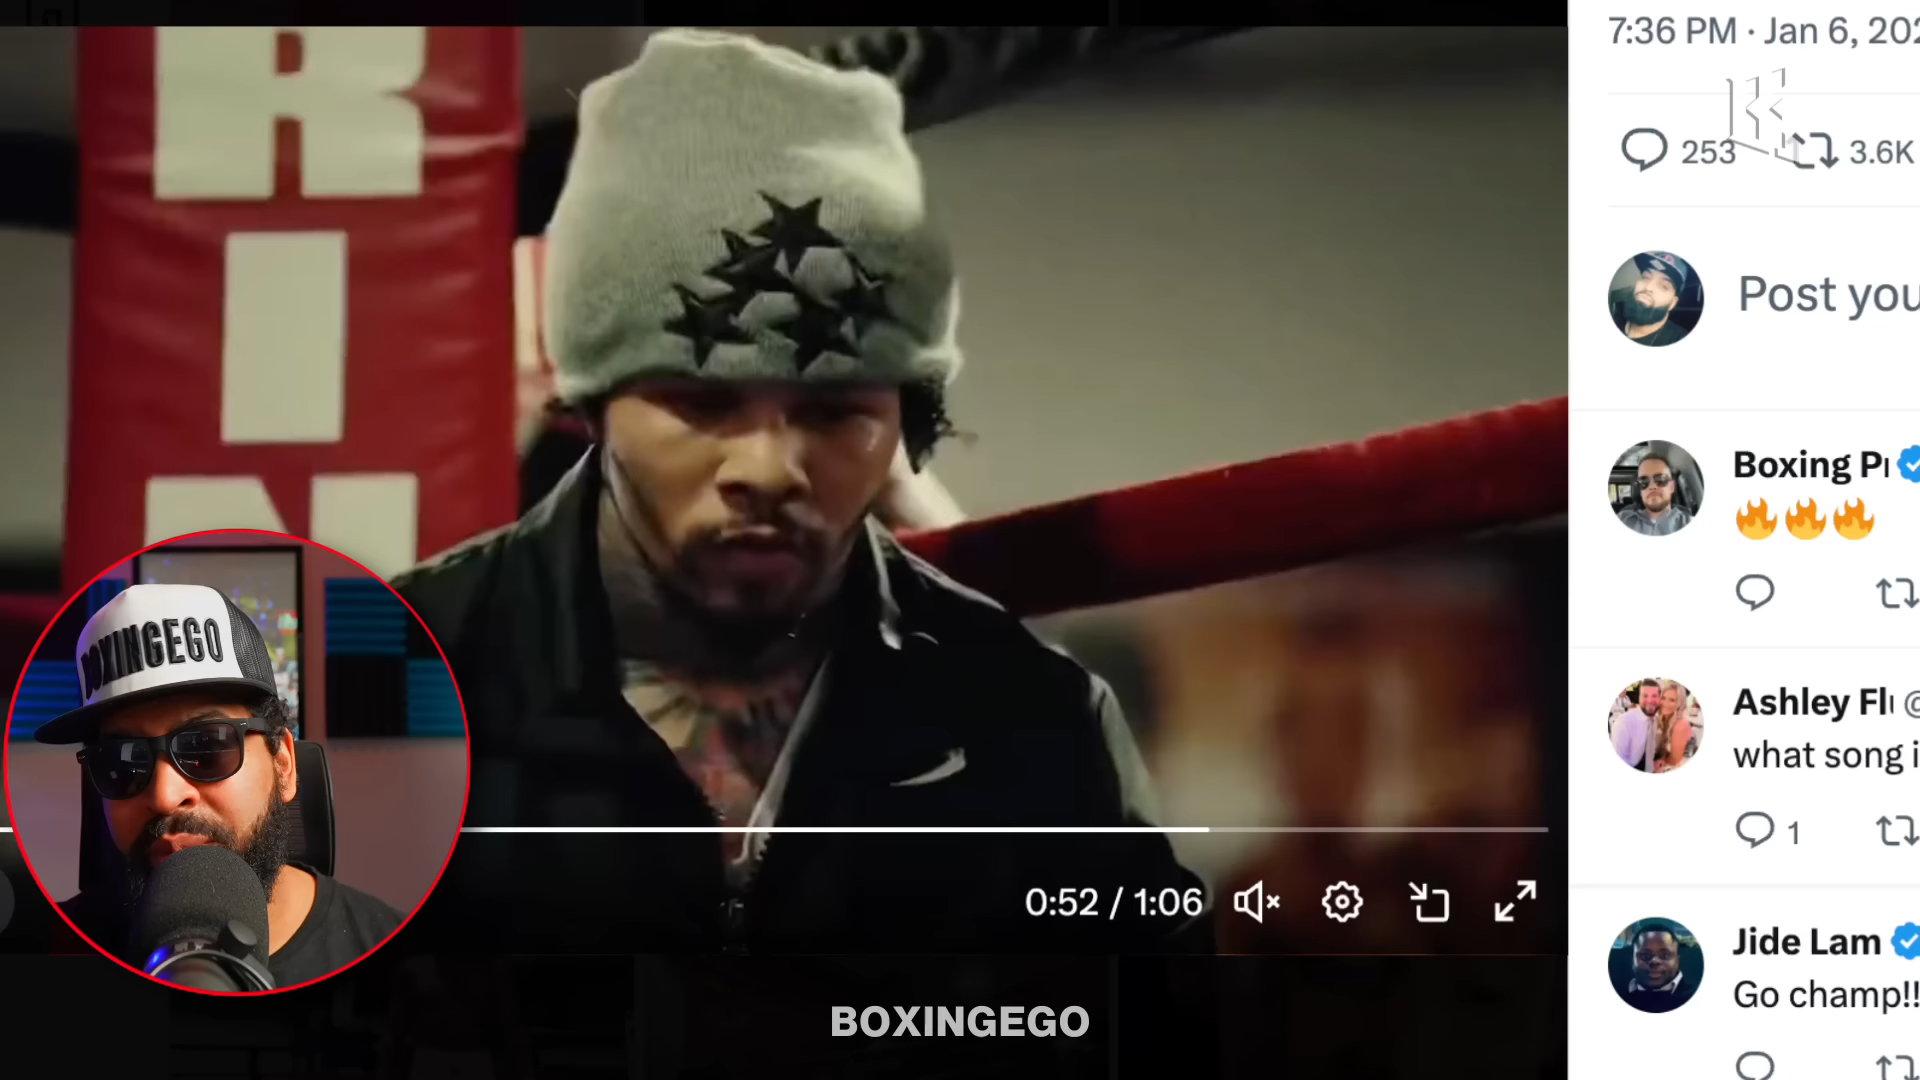 R
I
N
BOXINGEGO
0:52 / 1:06
BOXINGEGO
7:36 PM · Jan 6, 202
253
3.6K
Post you
Boxing Pr
🔥🔥🔥
Ashley Fl
what song i
1
Jide Lam
Go champ!!